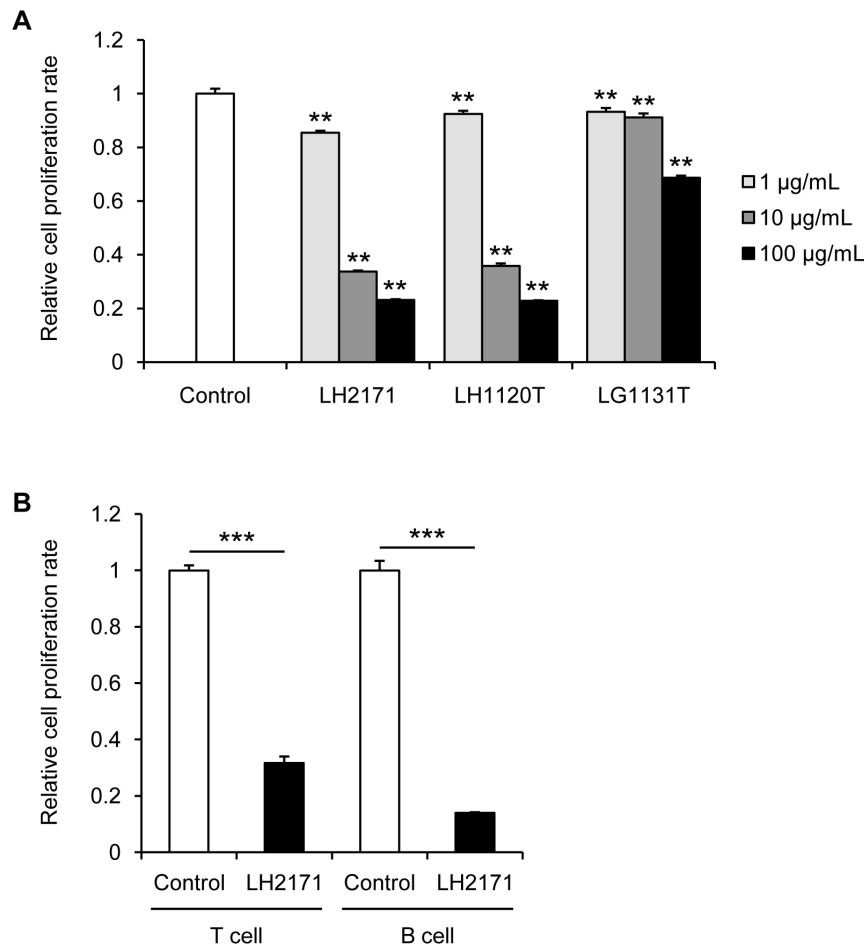 A
Relative cell proliferation rate
1.2
1
0.8
0.6
0.4
0.2
0
**
**
**
**
**
**
**
**
**
Control
LH2171
LH1120T
LG1131T
1 µg/mL
10 µg/mL
100 µg/mL
B
Relative cell proliferation rate
1.2
1
0.8
0.6
0.4
0.2
0
***
***
Control LH2171 Control LH2171
T cell B cell